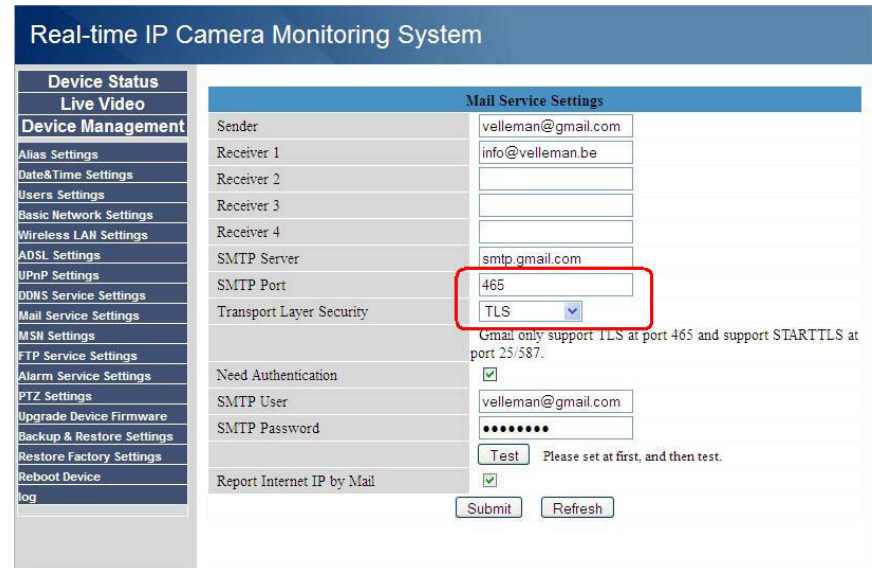 Real-time IP Camera Monitoring System
Device Status
Live Video
Device Management
Alias Settings
Date&Time Settings
Users Settings
Basic Network Settings
Wireless LAN Settings
ADSL Settings
UPnP Settings
DDNS Service Settings
Mail Service Settings
MSN Settings
FTP Service Settings
Alarm Service Settings
PTZ Settings
Upgrade Device Firmware
Backup & Restore Settings
Restore Factory Settings
Reboot Device
log
Mail Service Settings
Sender velleman@gmail.com
Receiver 1 info@velleman.be
Receiver 2
Receiver 3
Receiver 4
SMTP Server smtp.gmail.com
SMTP Port 465
Transport Layer Security TLS
Gmail only support TLS at port 465 and support STARTTLS at
port 25/587.
Need Authentication
SMTP User velleman@gmail.com
SMTP Password ••••••••
Test Please set at first, and then test.
Report Internet IP by Mail
Submit Refresh